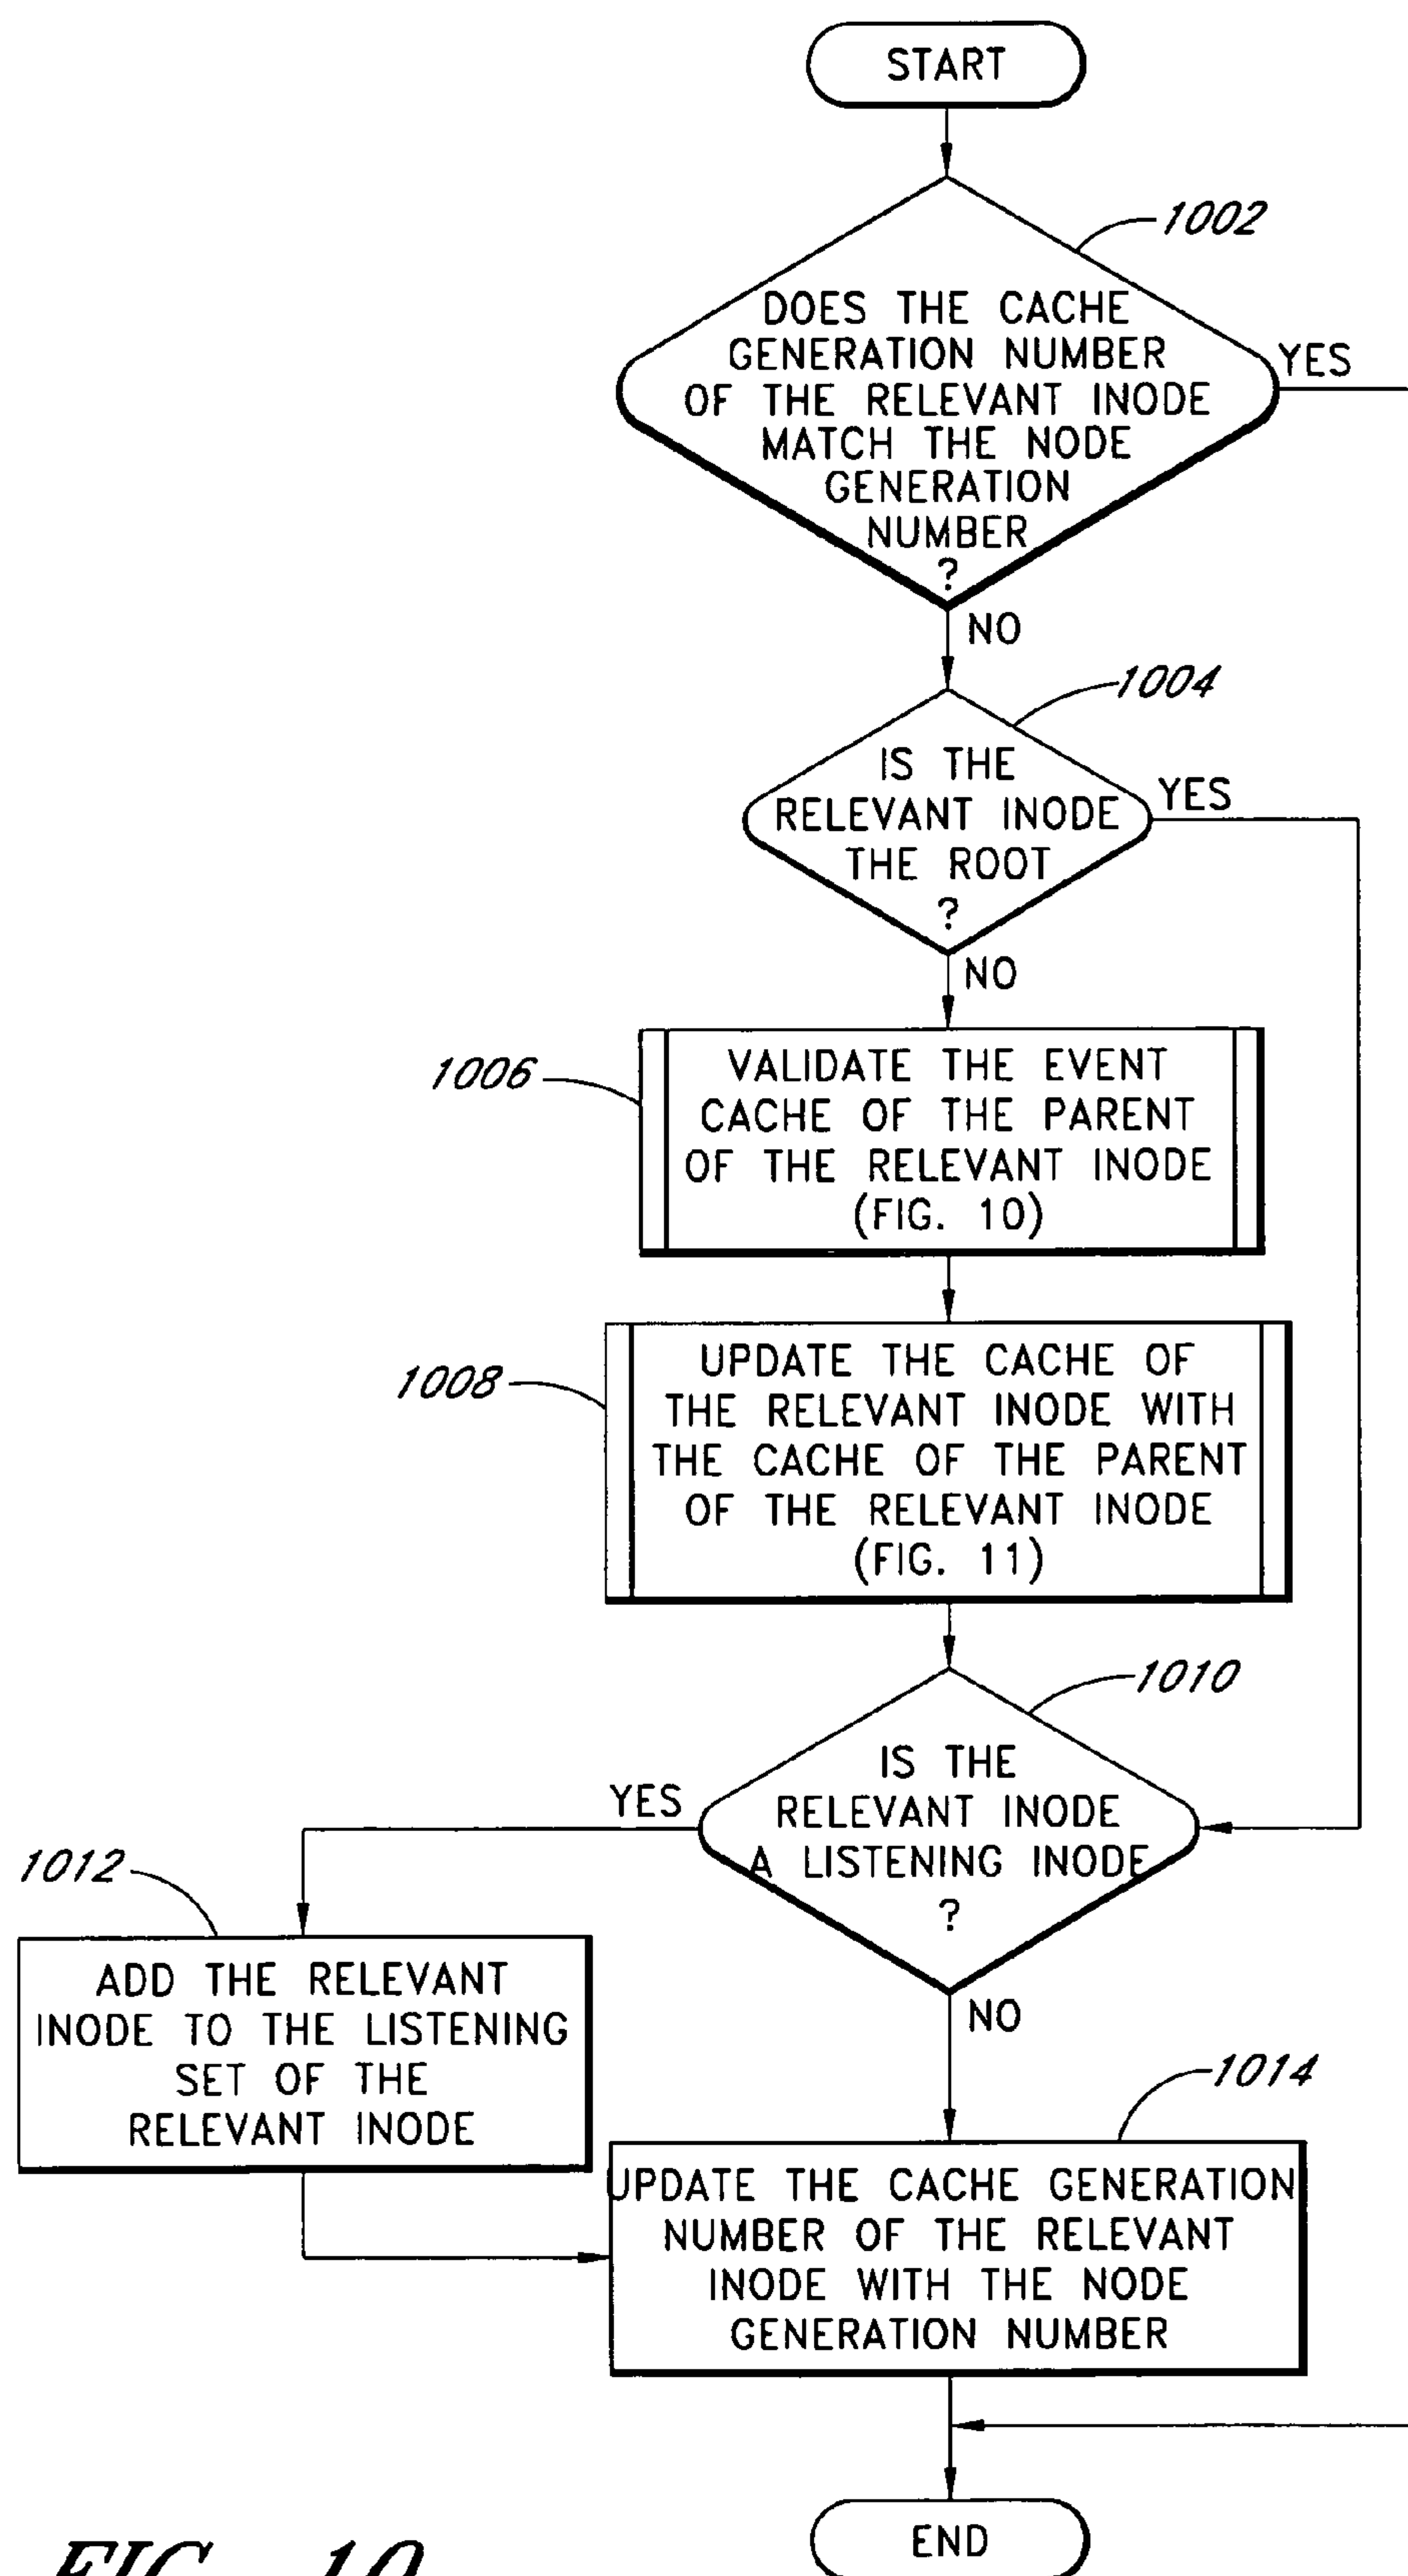 START
1002
DOES THE CACHE
GENERATION NUMBER
OF THE RELEVANT INODE
MATCH THE NODE
GENERATION
NUMBER
?
YES
NO
1004
IS THE
RELEVANT INODE
THE ROOT
?
YES
NO
1006
VALIDATE THE EVENT
CACHE OF THE PARENT
OF THE RELEVANT INODE
(FIG. 10)
1008
UPDATE THE CACHE OF
THE RELEVANT INODE WITH
THE CACHE OF THE PARENT
OF THE RELEVANT INODE
(FIG. 11)
1010
IS THE
RELEVANT INODE
A LISTENING INODE
?
YES
NO
1012
ADD THE RELEVANT
INODE TO THE LISTENING
SET OF THE
RELEVANT INODE
1014
UPDATE THE CACHE GENERATION
NUMBER OF THE RELEVANT
INODE WITH THE NODE
GENERATION NUMBER
END
FIG. 10